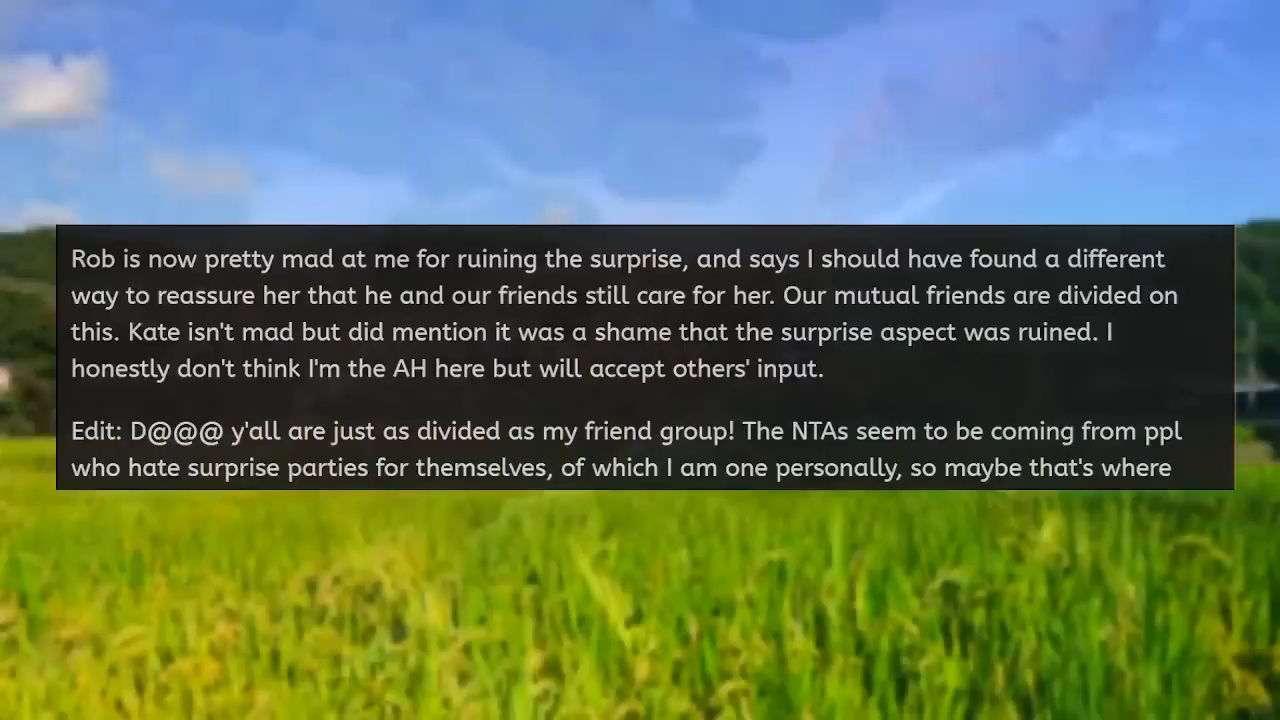 Rob is now pretty mad at me for ruining the surprise, and says I should have found a different
way to reassure her that he and our friends still care for her. Our mutual friends are divided on
this. Kate isn't mad but did mention it was a shame that the surprise aspect was ruined. I
honestly don't think I'm the AH here but will accept others' input.
Edit: D@@@ y'all are just as divided as my friend group! The NTAs seem to be coming from ppl
who hate surprise parties for themselves, of which I am one personally, so maybe that's where